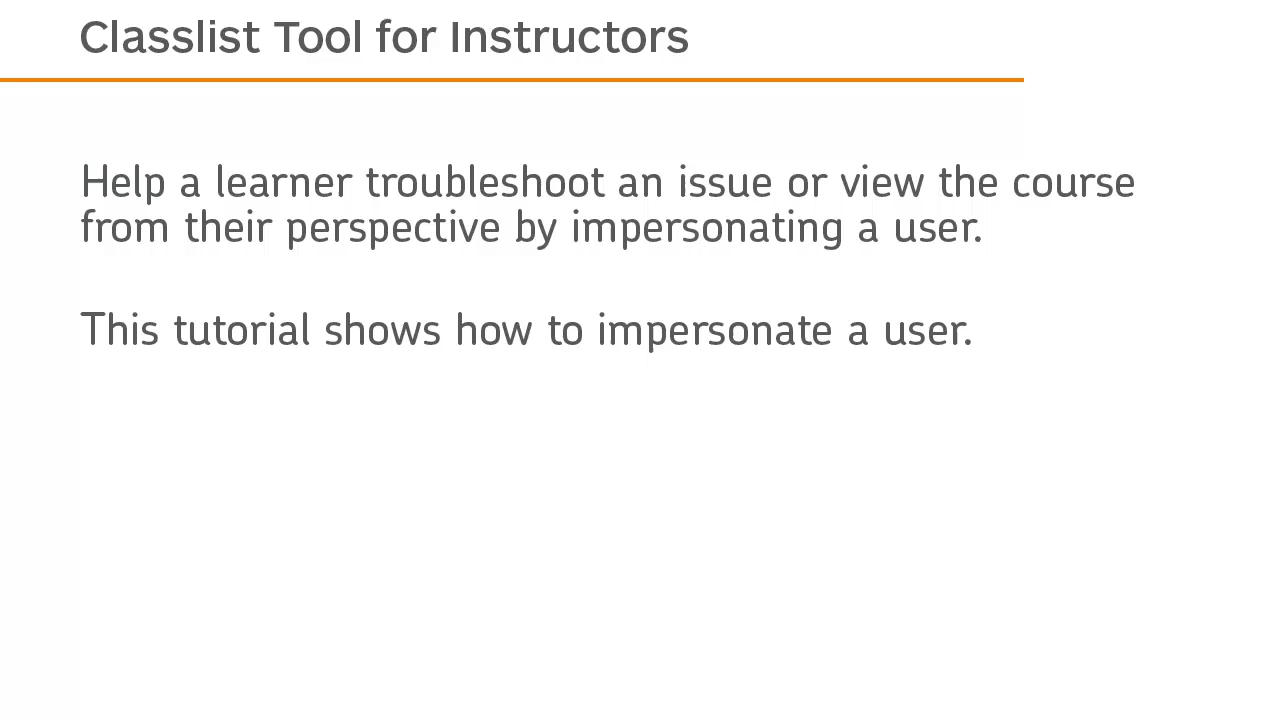 Classlist Tool for Instructors
Help a learner troubleshoot an issue or view the course
from their perspective by impersonating a user.
This tutorial shows how to impersonate a user.